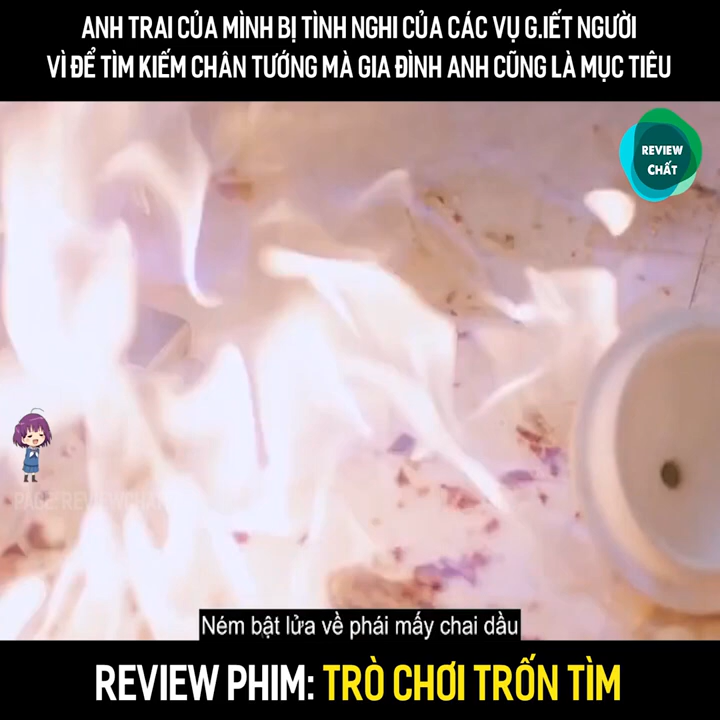 ANH TRAI CỦA MÌNH BỊ TÌNH NGHI CỦA CÁC VỤ G.IẾT NGƯỜI
VÌ ĐỂ TÌM KIẾM CHÂN TƯỚNG MÀ GIA ĐÌNH ANH CŨNG LÀ MỤC TIÊU
REVIEW
CHẤT
Ném bật lửa về phái mấy chai dầu
REVIEW PHIM: TRÒ CHƠI TRỐN TÌM